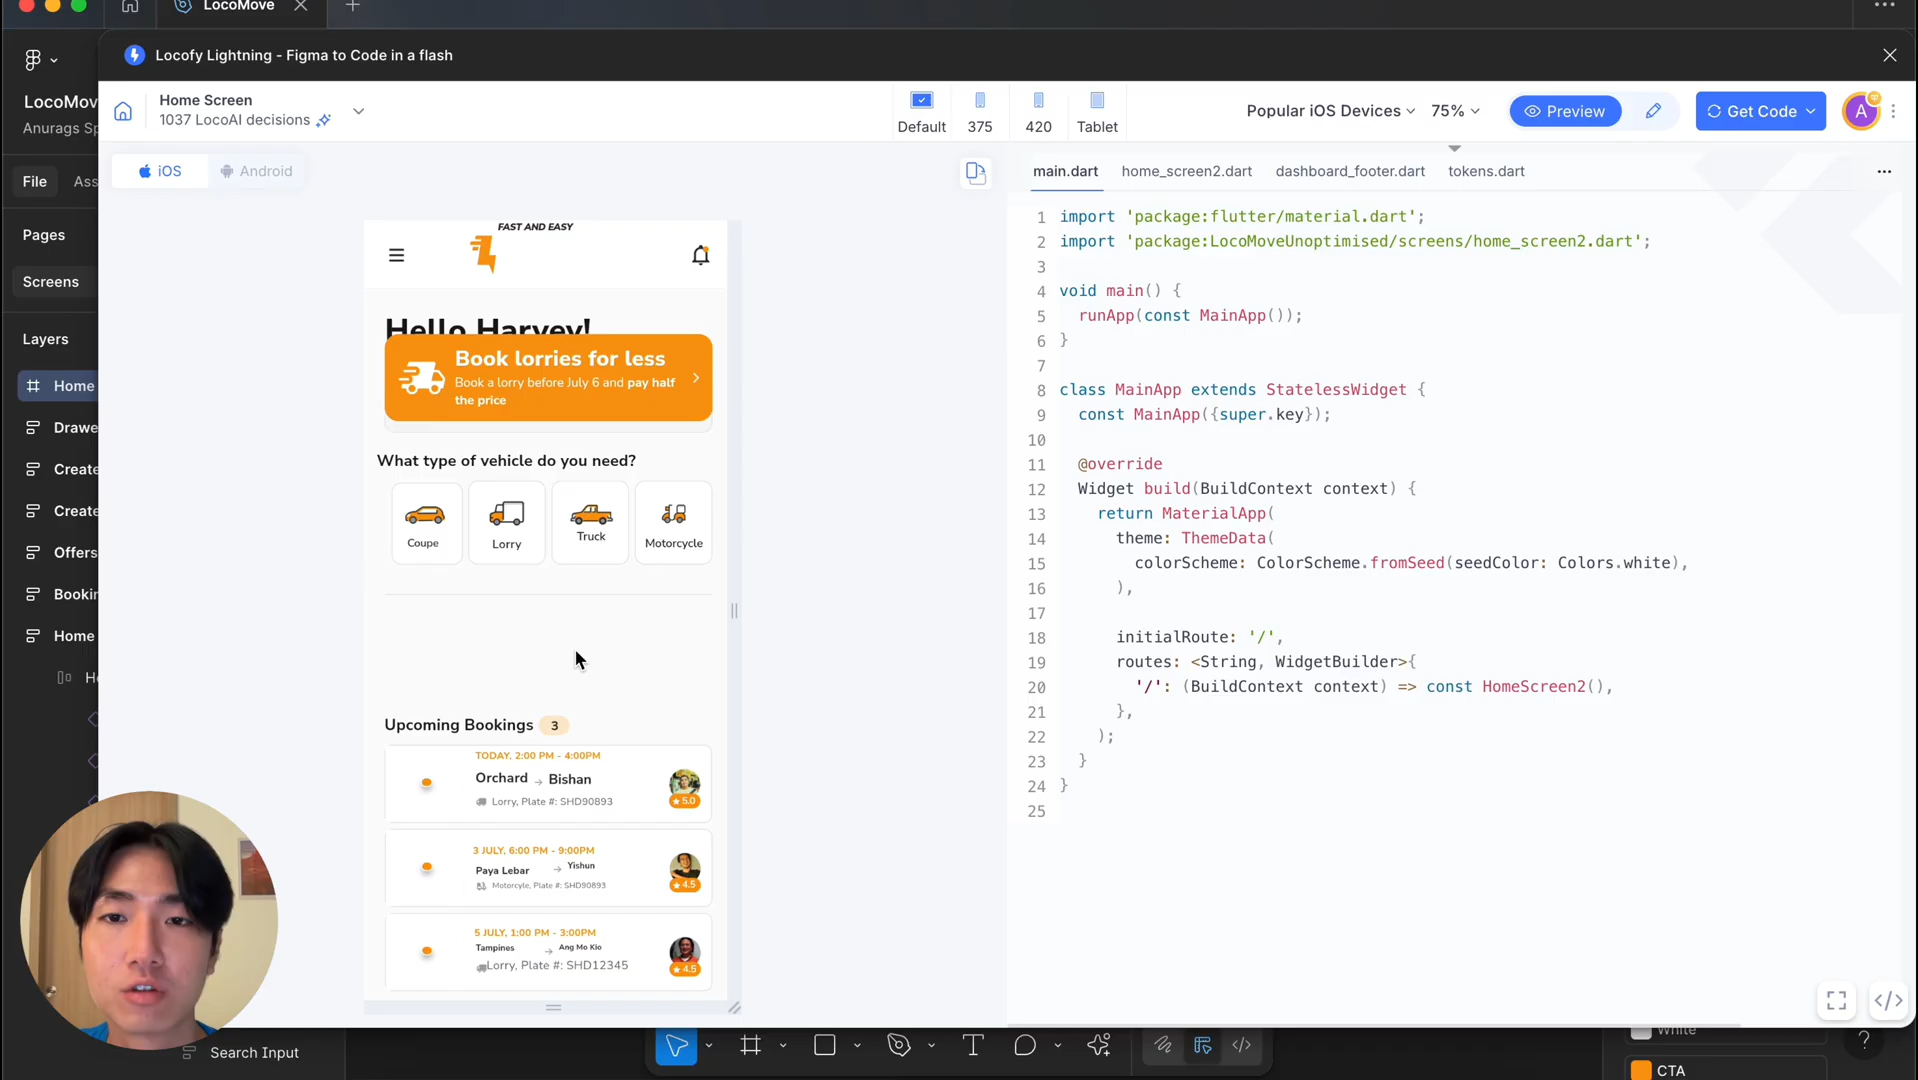 LocoMove
Locofy Lightning - Figma to Code in a flash
LocoMov
Anurags Sp
File
Ass
Pages
Screens
Layers
Home
Drawe
Create
Create
Offers
Bookin
Home
H
Search Input
Home Screen
1037 LocoAI decisions
Default
375
420
Tablet
Popular iOS Devices
75%
Preview
Get Code
A
iOS
Android
FAST AND EASY
Hello Harvey!
Book lorries for less
Book a lorry before July 6 and pay half
the price
What type of vehicle do you need?
Coupe
Lorry
Truck
Motorcycle
Upcoming Bookings 3
TODAY, 2:00 PM - 4:00PM
Orchard → Bishan
Lorry, Plate #: SHD90893
★ 5.0
3 JULY, 6:00 PM - 9:00PM
Paya Lebar → Yishun
Motorcyle, Plate #: SHD90893
★ 4.5
5 JULY, 1:00 PM - 3:00PM
Tampines → Ang Mo Kio
Lorry, Plate #: SHD12345
★ 4.5
main.dart
home_screen2.dart
dashboard_footer.dart
tokens.dart
1 import 'package:flutter/material.dart';
2 import 'package:LocoMoveUnoptimised/screens/home_screen2.dart';
3
4 void main() {
5 runApp(const MainApp());
6 }
7
8 class MainApp extends StatelessWidget {
9 const MainApp({super.key});
10
11 @override
12 Widget build(BuildContext context) {
13 return MaterialApp(
14 theme: ThemeData(
15 colorScheme: ColorScheme.fromSeed(seedColor: Colors.white),
16 ),
17
18 initialRoute: '/',
19 routes: <String, WidgetBuilder>{
20 '/': (BuildContext context) => const HomeScreen2(),
21 },
22 );
23 }
24 }
25
White
CTA
?